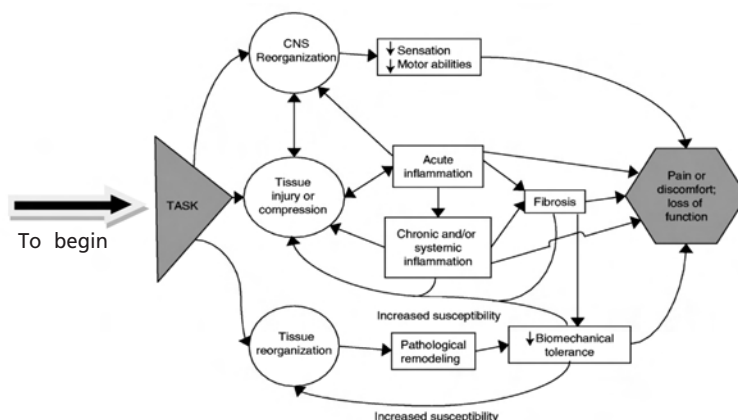 CNS
Reorganization
↓ Sensation
↓ Motor abilities
Tissue
injury or
compression
Acute
inflammation
Pain or
discomfort;
loss of
function
TASK
Fibrosis
To begin
Chronic and/or
systemic
inflammation
Increased susceptibility
Tissue
reorganization
Pathological
remodeling
↓ Biomechanical
tolerance
Increased susceptibility